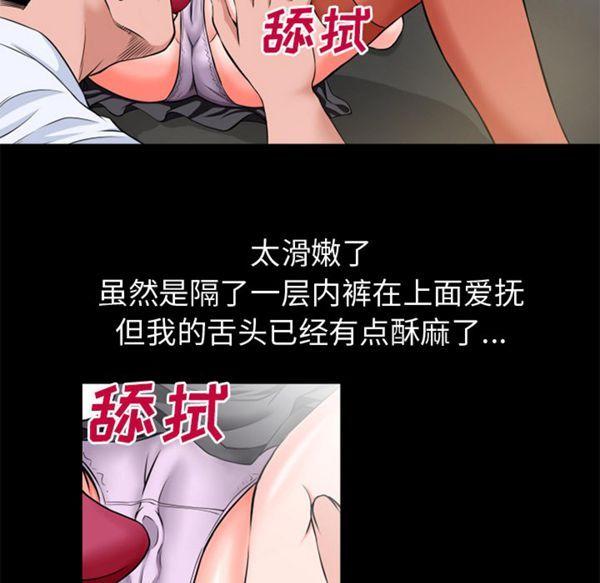 舔拭
太滑嫩了
虽然是隔了一层内裤在上面爱抚
但我的舌头已经有点酥麻了...
舔拭